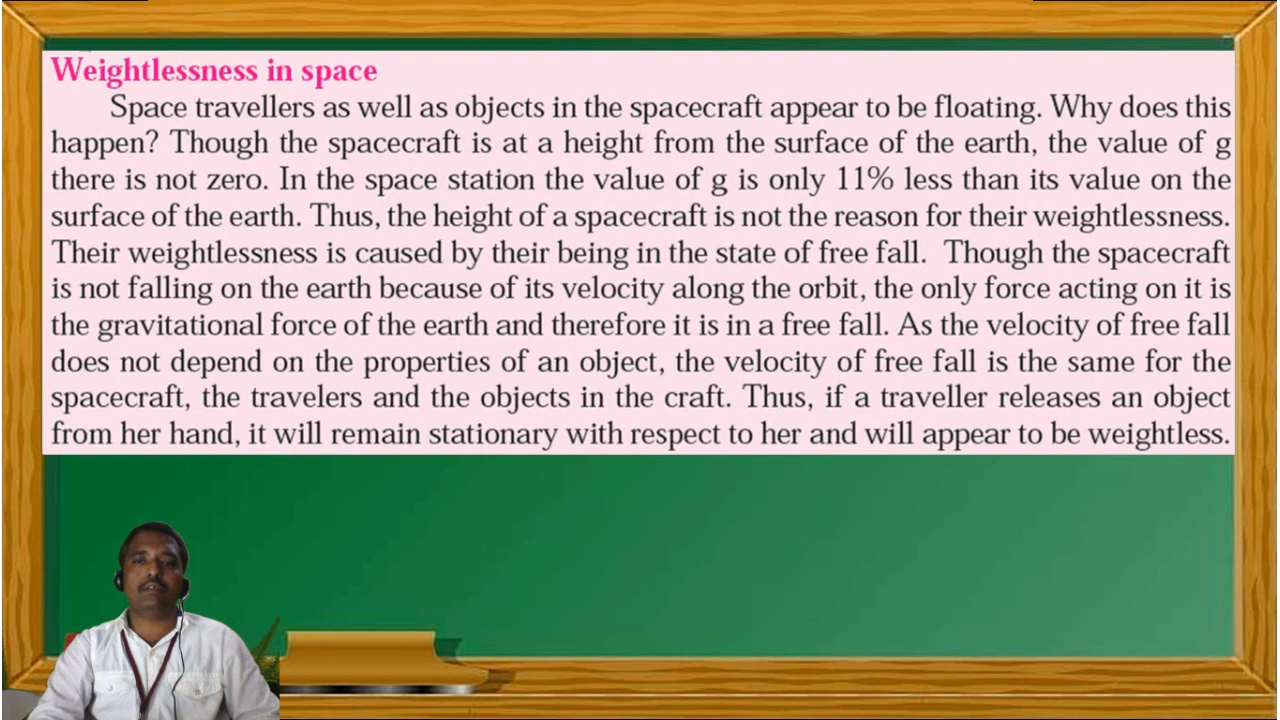 Weightlessness in space
Space travellers as well as objects in the spacecraft appear to be floating. Why does this
happen? Though the spacecraft is at a height from the surface of the earth, the value of g
there is not zero. In the space station the value of g is only 11% less than its value on the
surface of the earth. Thus, the height of a spacecraft is not the reason for their weightlessness.
Their weightlessness is caused by their being in the state of free fall. Though the spacecraft
is not falling on the earth because of its velocity along the orbit, the only force acting on it is
the gravitational force of the earth and therefore it is in a free fall. As the velocity of free fall
does not depend on the properties of an object, the velocity of free fall is the same for the
spacecraft, the travelers and the objects in the craft. Thus, if a traveller releases an object
from her hand, it will remain stationary with respect to her and will appear to be weightless.